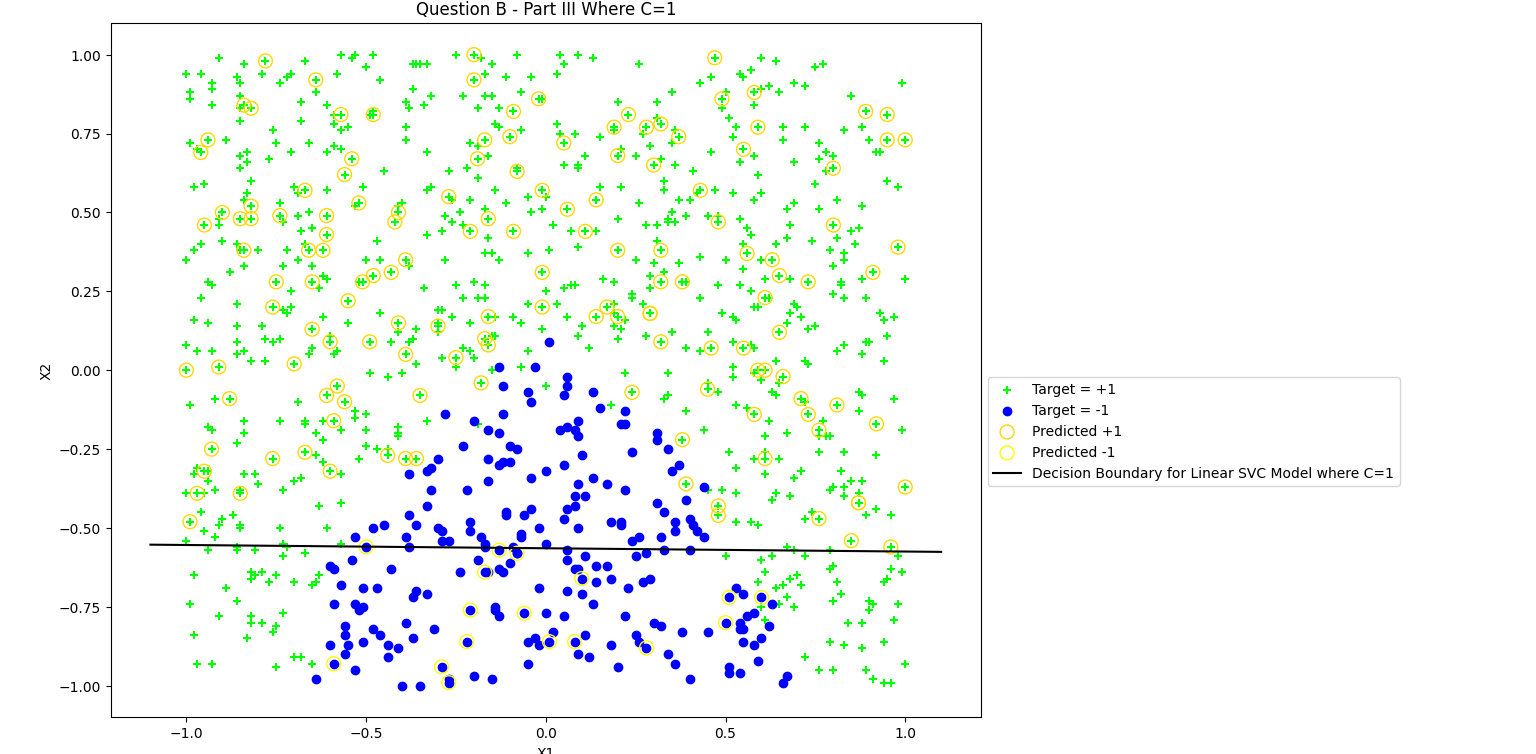 Question B - Part III Where C=1
1.00
0.75
0.50
0.25
0.00
−0.25
−0.50
−0.75
−1.00
X2
−1.0
−0.5
0.0
0.5
1.0
X1
Target = +1
Target = -1
Predicted +1
Predicted -1
Decision Boundary for Linear SVC Model where C=1